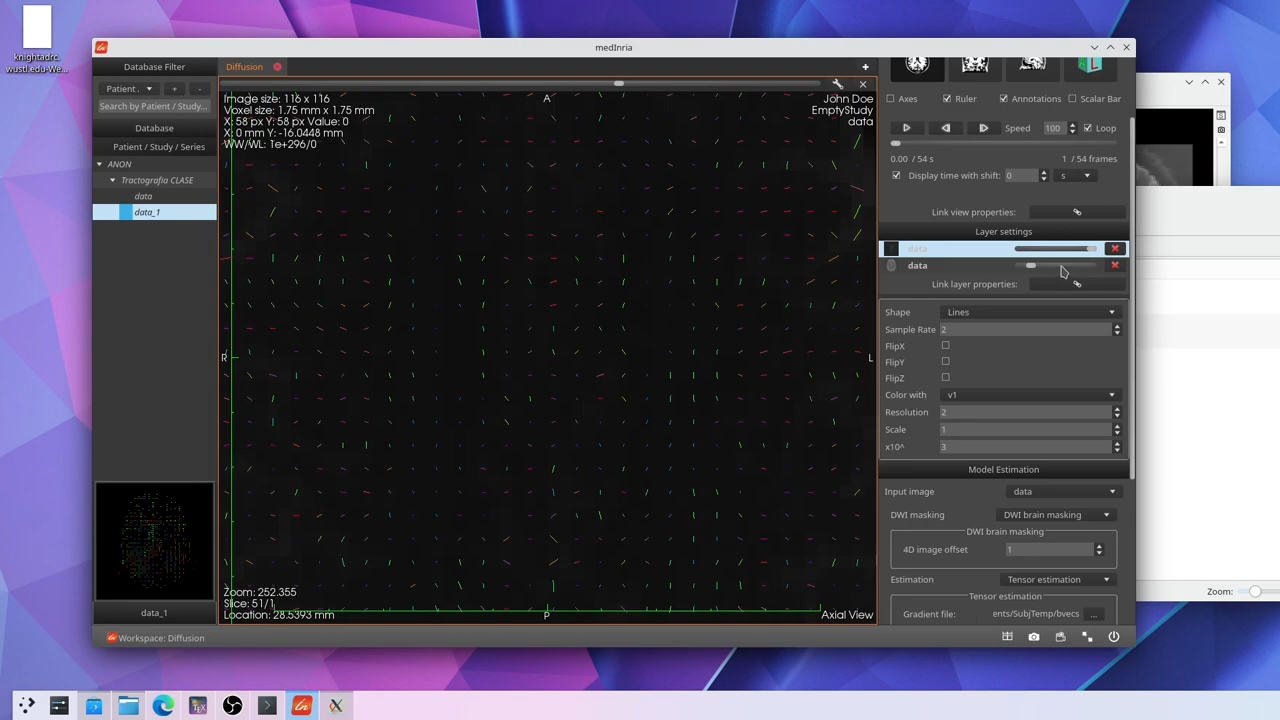 knightadrc.
wustl.edu-We...
medInria
Database Filter
Patient .
+
-
Search by Patient / Study...
Database
Patient / Study / Series
ANON
Tractografia CLASE
data
data_1
data_1
Diffusion
+
Image size: 116 x 116
Voxel size: 1.75 mm x 1.75 mm
X: 58 px Y: 58 px Value: 0
X: 0 mm Y: -16.0448 mm
WW/WL: 1e+296/0
A
John Doe
EmptyStudy
data
R
L
Zoom: 252.355
Slice: 51/1
Location: 28.5393 mm
P
Axial View
Axes
Ruler
Annotations
Scalar Bar
Speed 100 Loop
0.00 / 54 s 1 / 54 frames
Display time with shift: 0 s
Link view properties:
Layer settings
data
data
Link layer properties:
Shape Lines
Sample Rate 2
FlipX
FlipY
FlipZ
Color with v1
Resolution 2
Scale 1
x10^ 3
Model Estimation
Input image data
DWI masking DWI brain masking
DWI brain masking
4D image offset 1
Estimation Tensor estimation
Tensor estimation
Gradient file: ents/SubjTemp/bvecs ...
Workspace: Diffusion
Zoom: